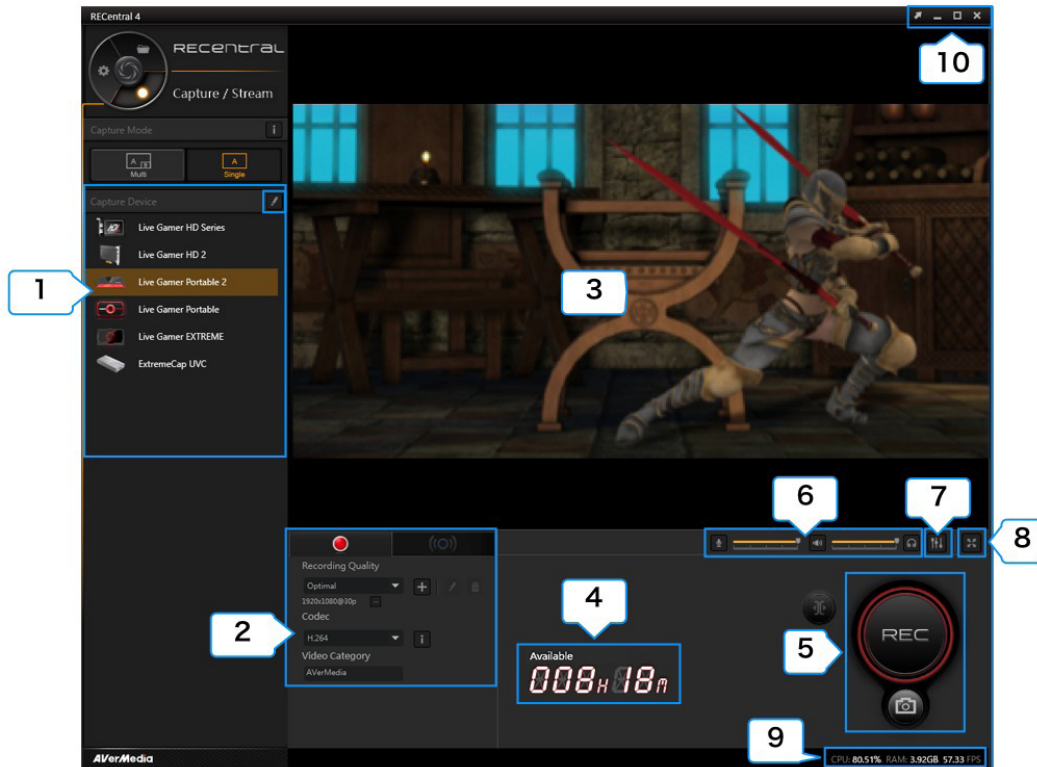 RECentral 4
10
RECENTRAL
Capture / Stream
Capture Mode
i
A
Multi
A
Single
Capture Device
Live Gamer HD Series
Live Gamer HD 2
1
Live Gamer Portable 2
3
Live Gamer Portable
Live Gamer EXTREME
ExtremeCap UVC
6
7
8
Recording Quality
Optimal
1920x1080@30p
4
Codec
2
H.264
i
REC
5
Video Category
Available
AVerMedia
008H 18M
9
AVerMedia
CPU: 80.51% RAM: 3.92GB 57.33 FPS